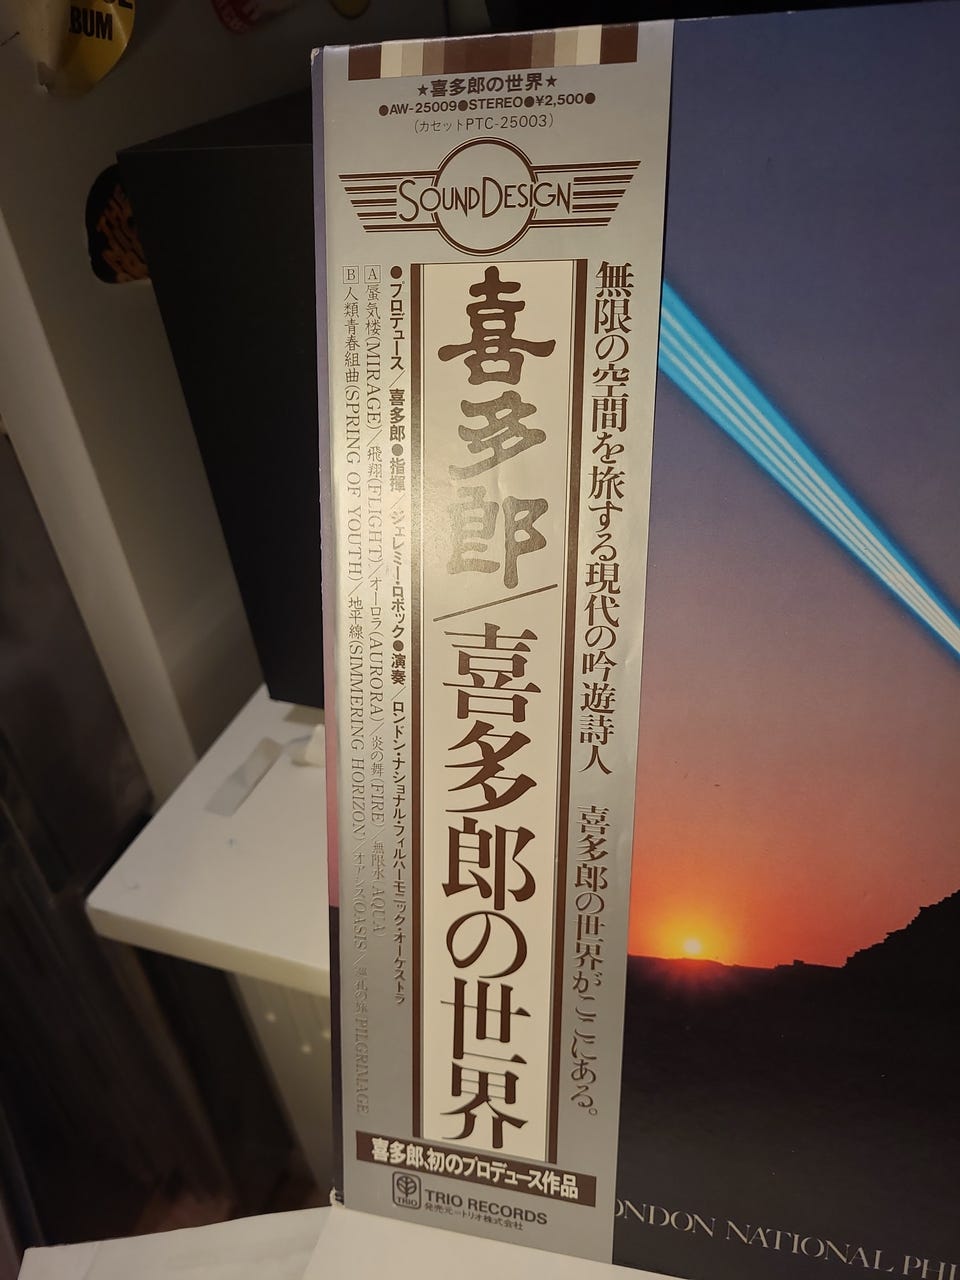 BUM
★喜多郎の世界★
●AW-25009●STEREO●¥2,500●
(カセットPTC-25003)
SOUNDDESIGN
無限の空間を旅する現代の吟遊詩人
喜多郎の世界がここにある。
喜多郎/喜多郎の世界
●プロデュース/喜多郎●指揮/ジェレミー・ロボック●演奏/ロンドン・ナショナル・フィルハーモニック・オーケストラ
A 蜃気楼(MIRAGE)/飛翔(FLIGHT)/オーロラ(AURORA)/炎の舞(FIRE)/無限水(AQUA)
B 人類青春組曲(SPRING OF YOUTH)/地平線(SIMMERING HORIZON)/オアシス(OASIS)/巡礼の旅(PILGRIMAGE)
喜多郎、初のプロデュース作品
TRIO
TRIO RECORDS
発売元=トリオ株式会社
ONDON NATIONAL PHI